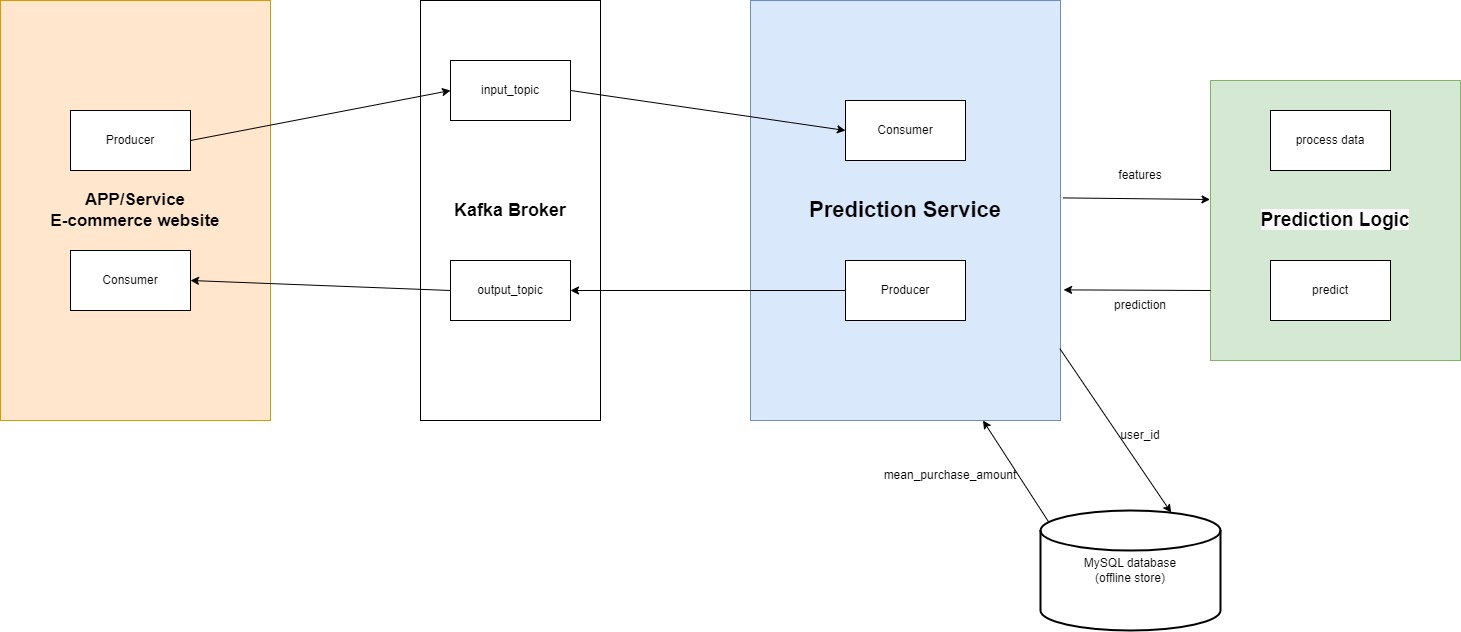 Producer
APP/Service
E-commerce website
Consumer
input_topic
Kafka Broker
output_topic
Consumer
Prediction Service
Producer
features
prediction
process data
Prediction Logic
predict
user_id
mean_purchase_amount
MySQL database
(offline store)